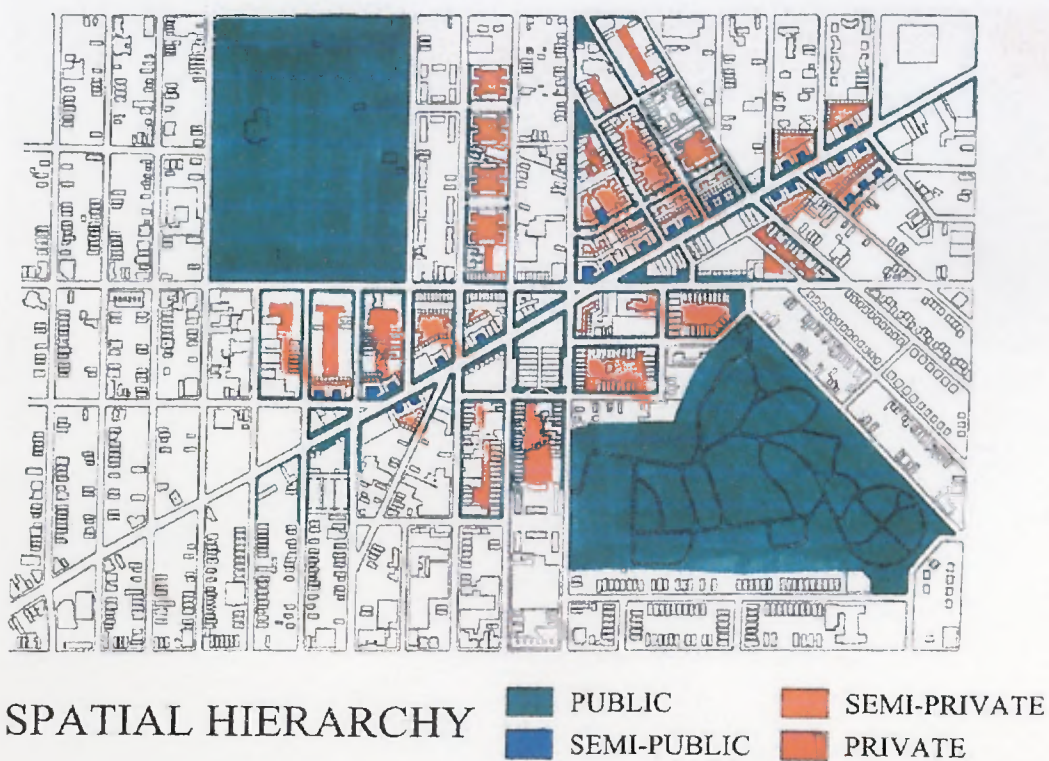 SPATIAL HIERARCHY
PUBLIC
SEMI-PUBLIC
SEMI-PRIVATE
PRIVATE